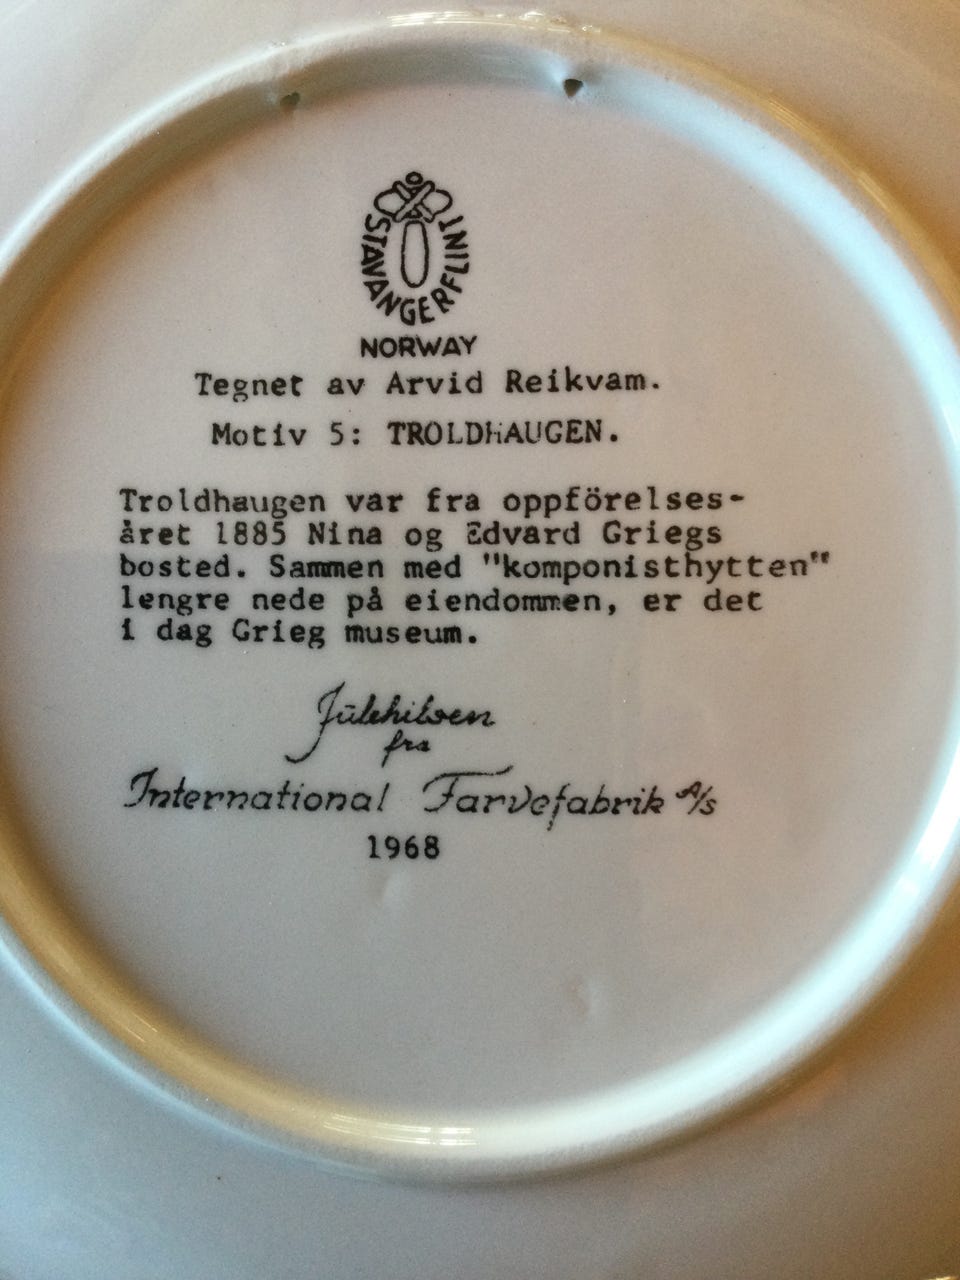 STAVANGERFLINT
NORWAY
Tegnet av Arvid Reikvam.
Motiv 5: TROLDHAUGEN.
Troldhaugen var fra oppförelses-
året 1885 Nina og Edvard Griegs
bosted. Sammen med "komponisthytten"
lengre nede på eiendommen, er det
i dag Grieg museum.
Julehilsen
fra
International Farvefabrik A/S
1968